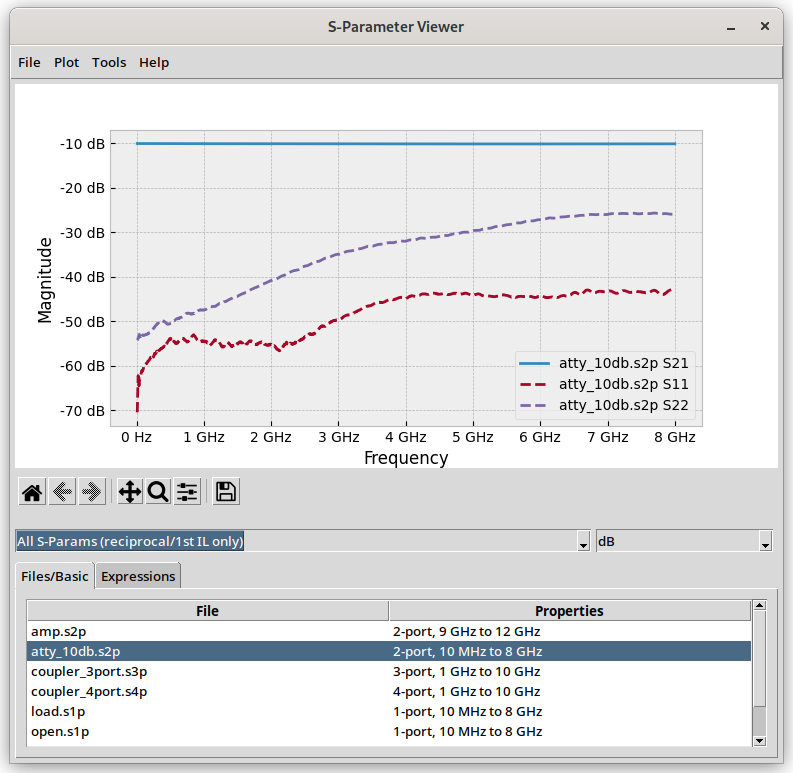 S-Parameter Viewer
File Plot Tools Help
-10 dB
-20 dB
-30 dB
-40 dB
-50 dB
-60 dB
-70 dB
Magnitude
atty_10db.s2p S21
atty_10db.s2p S11
atty_10db.s2p S22
0 Hz 1 GHz 2 GHz 3 GHz 4 GHz 5 GHz 6 GHz 7 GHz 8 GHz
Frequency
All S-Params (reciprocal/1st IL only) dB
Files/Basic Expressions
File Properties
amp.s2p 2-port, 9 GHz to 12 GHz
atty_10db.s2p 2-port, 10 MHz to 8 GHz
coupler_3port.s3p 3-port, 1 GHz to 10 GHz
coupler_4port.s4p 4-port, 1 GHz to 10 GHz
load.s1p 1-port, 10 MHz to 8 GHz
open.s1p 1-port, 10 MHz to 8 GHz